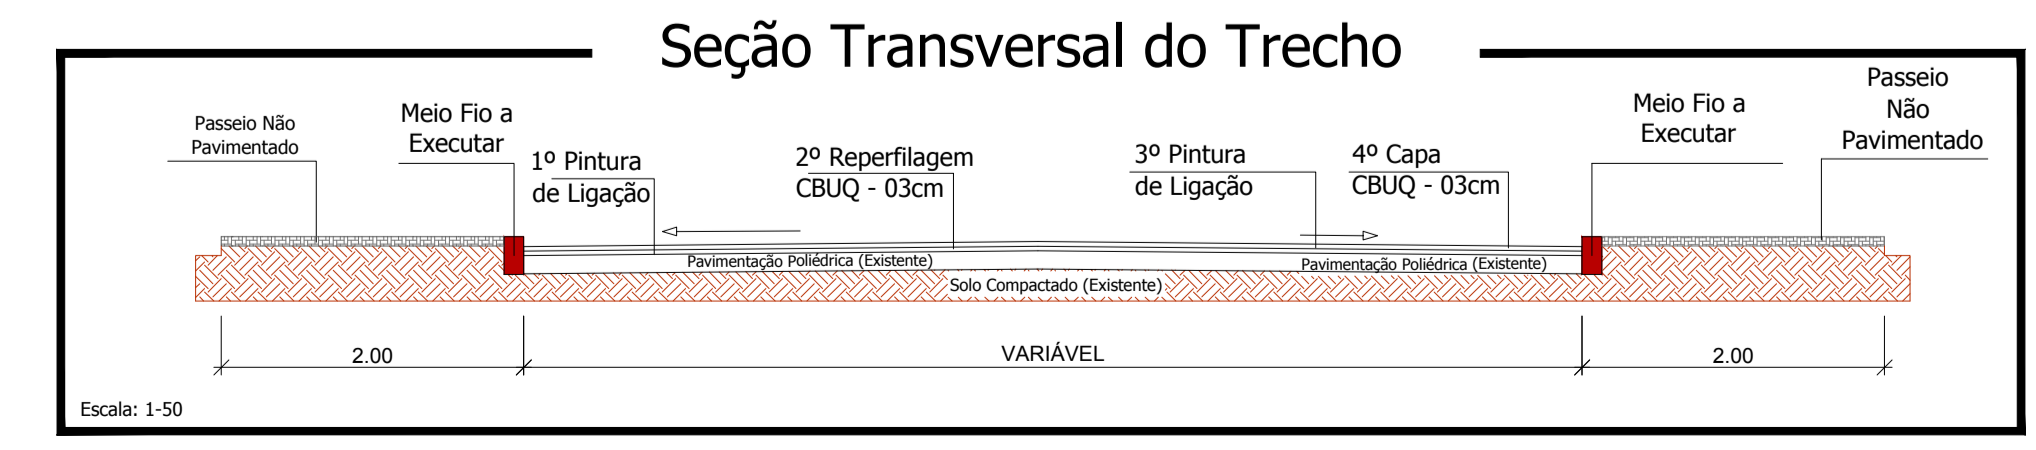 Seção Transversal do Trecho
Passeio Não
Pavimentado
Meio Fio a
Executar
1º Pintura
de Ligação
2º Reperfilagem
CBUQ - 03cm
3º Pintura
de Ligação
4º Capa
CBUQ - 03cm
Meio Fio a
Executar
Passeio
Não
Pavimentado
Pavimentação Poliédrica (Existente)
Pavimentação Poliédrica (Existente)
Solo Compactado (Existente)
2.00
VARIÁVEL
2.00
Escala: 1-50